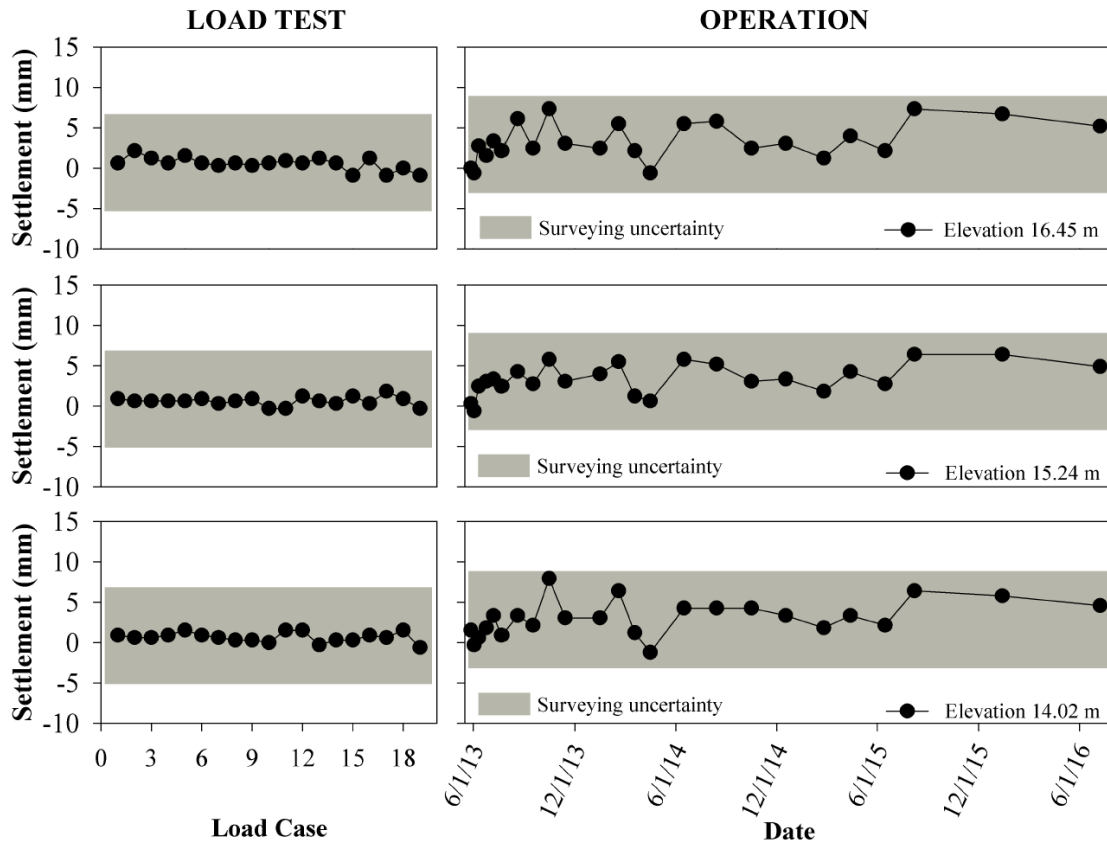 LOAD TEST
OPERATION
Settlement (mm)
15
10
5
0
-5
-10
Surveying uncertainty
Elevation 16.45 m
Settlement (mm)
15
10
5
0
-5
-10
Surveying uncertainty
Elevation 15.24 m
Settlement (mm)
15
10
5
0
-5
-10
Surveying uncertainty
Elevation 14.02 m
0 3 6 9 12 15 18
6/1/13 12/1/13 6/1/14 12/1/14 6/1/15 12/1/15 6/1/16
Load Case
Date